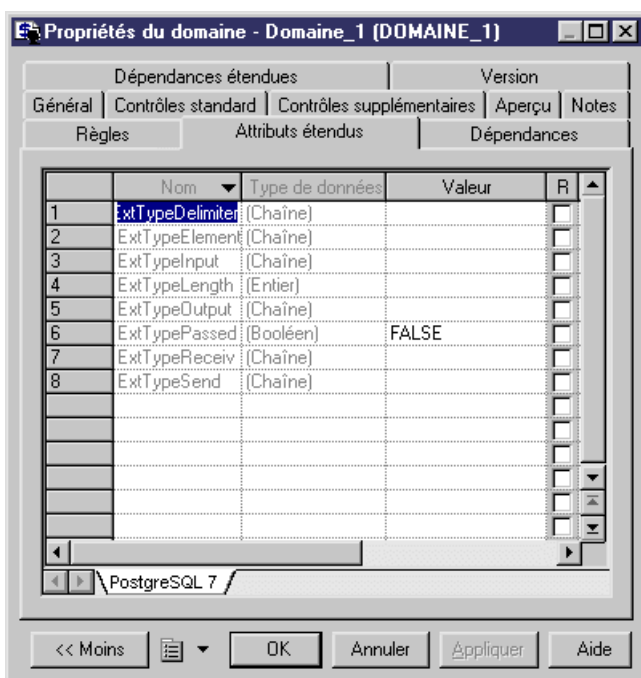 Propriétés du domaine - Domaine_1 (DOMAINE_1)
Dépendances étendues Version
Général Contrôles standard Contrôles supplémentaires Aperçu Notes
Règles Attributs étendus Dépendances
Nom Type de données Valeur R
1 ExtTypeDelimiter (Chaîne)
2 ExtTypeElement (Chaîne)
3 ExtTypeInput (Chaîne)
4 ExtTypeLength (Entier)
5 ExtTypeOutput (Chaîne)
6 ExtTypePassed (Booléen) FALSE
7 ExtTypeReceiv (Chaîne)
8 ExtTypeSend (Chaîne)
PostgreSQL 7
<< Moins OK Annuler Appliquer Aide